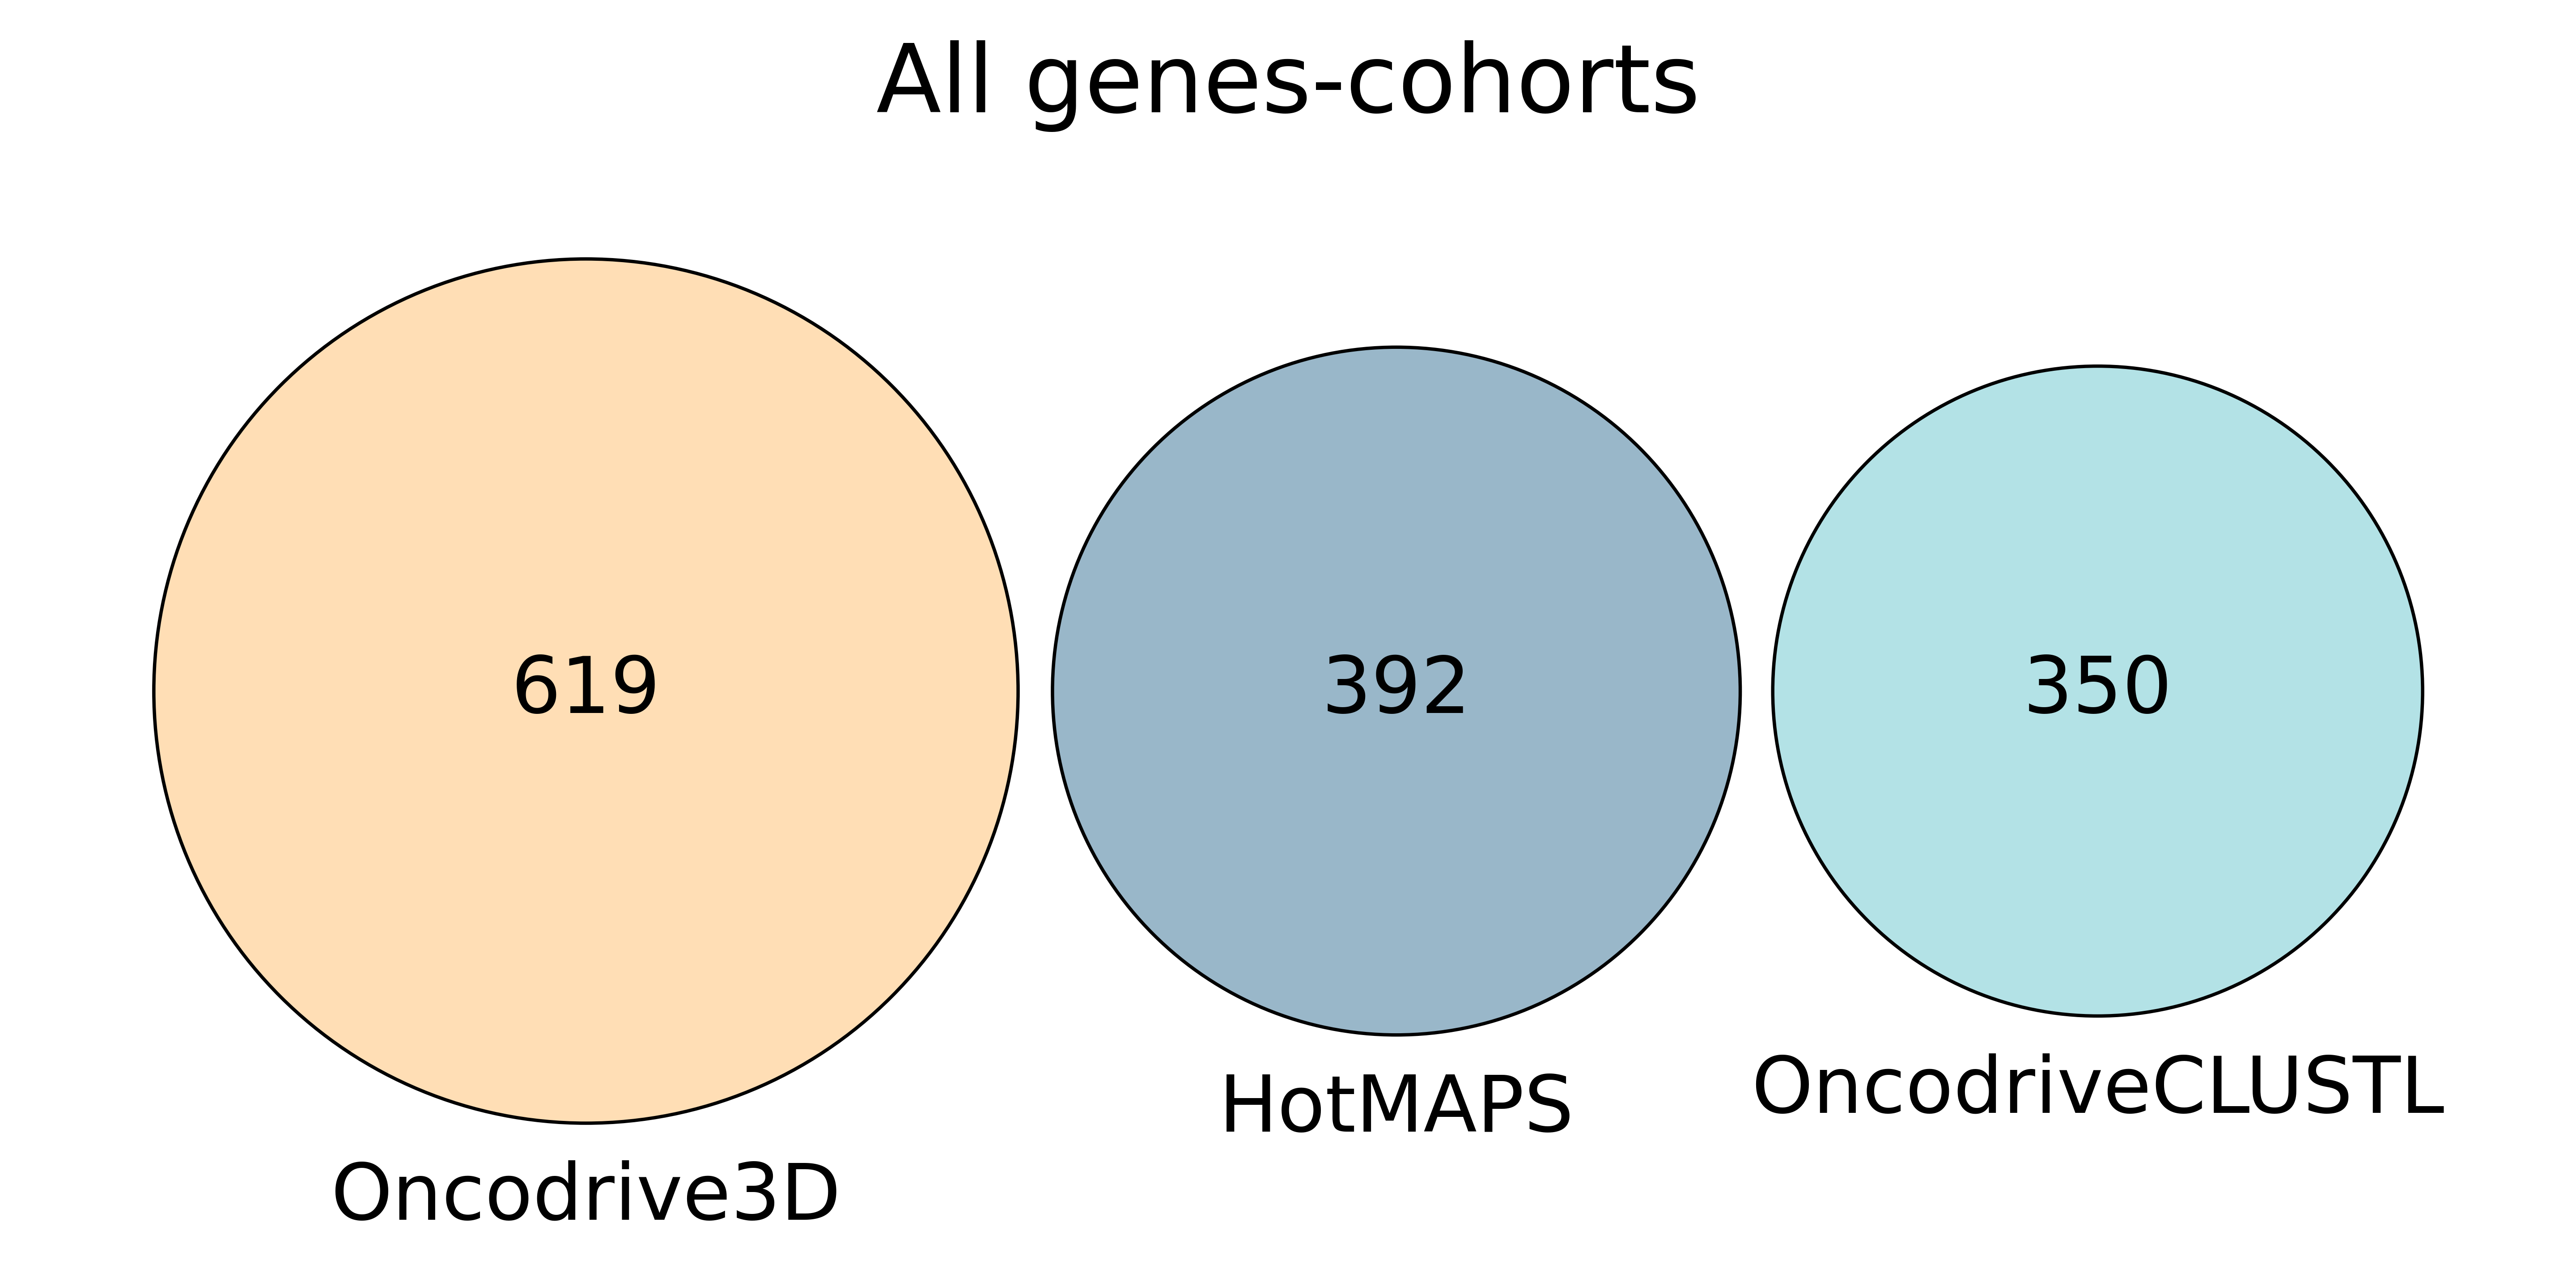 All genes-cohorts
619
392
350
Oncodrive3D
HotMAPS
OncodriveCLUSTL